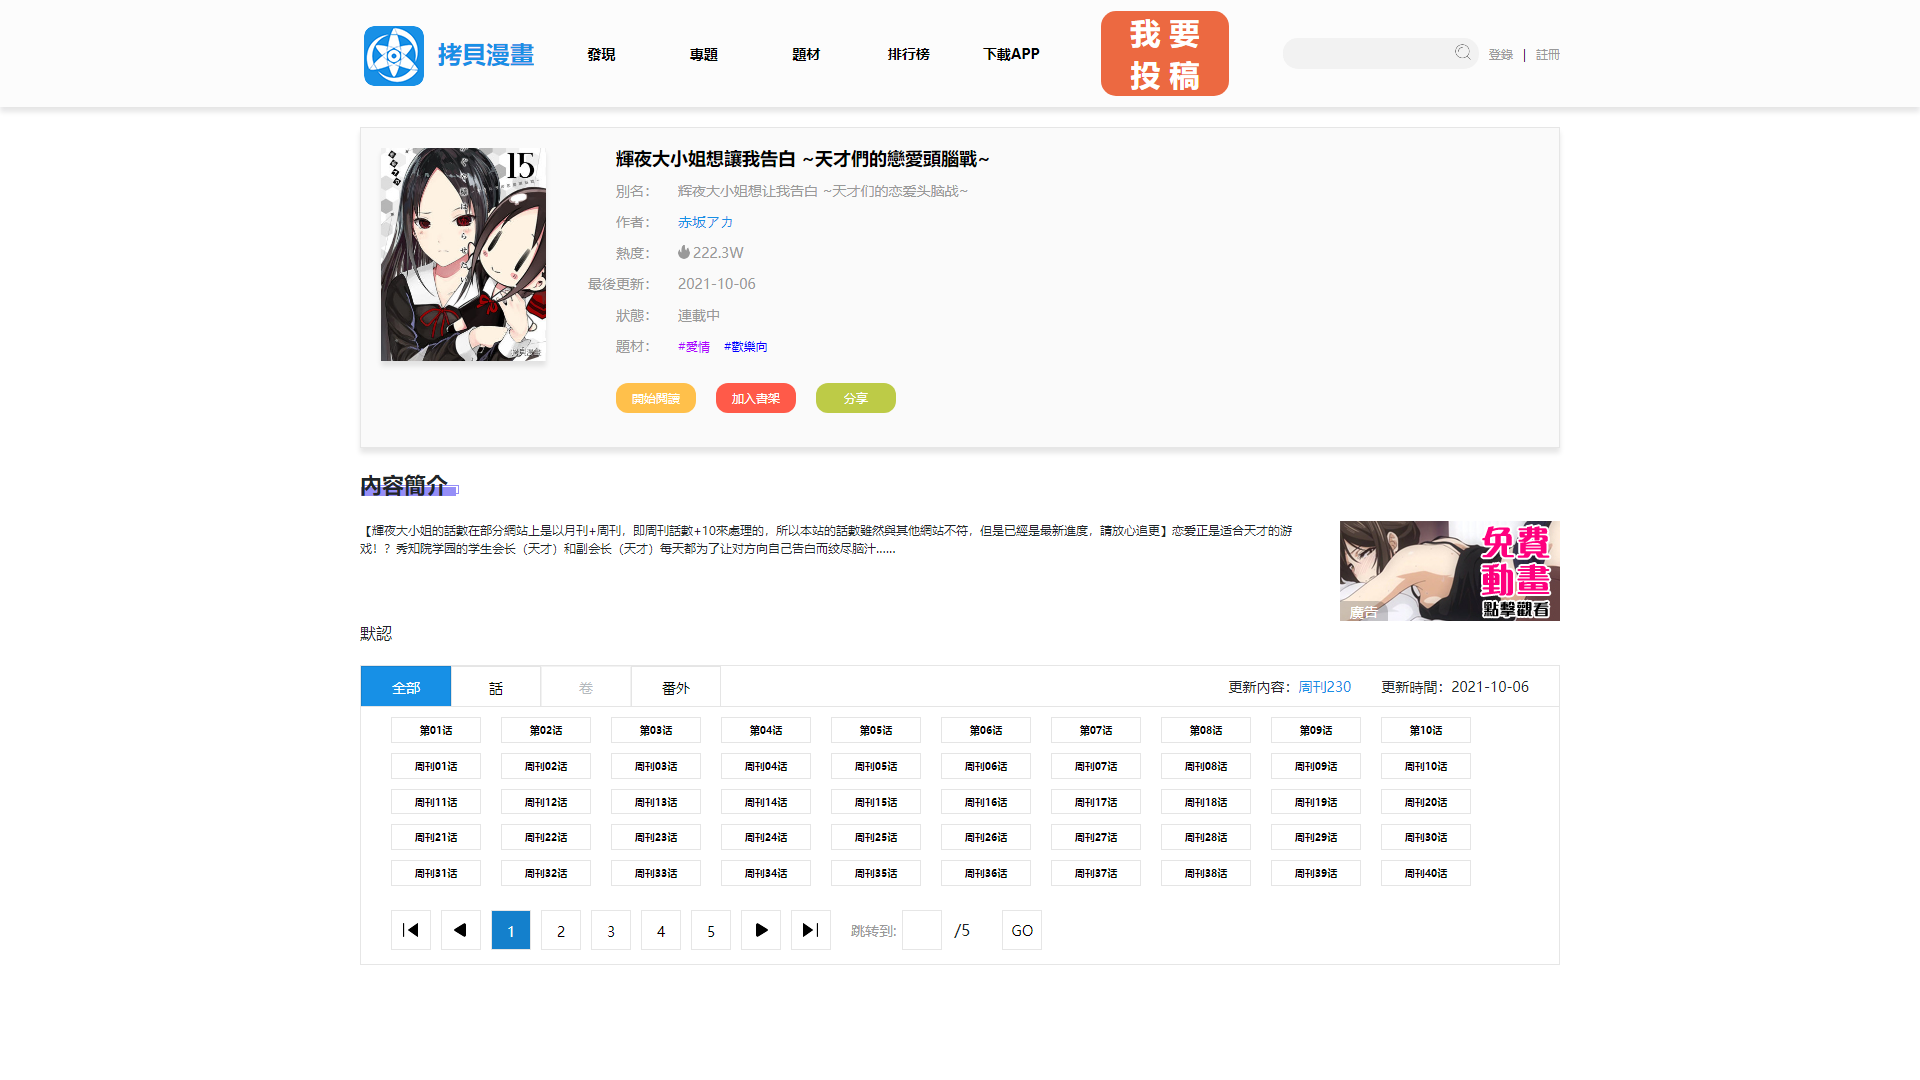 拷貝漫畫
發現
專題
題材
排行榜
下載APP
我 要
投 稿
登錄 | 註冊
15
輝夜大小姐想讓我告白 ~天才們的戀愛頭腦戰~
別名： 辉夜大小姐想让我告白 ~天才们的恋爱头脑战~
作者： 赤坂アカ
熱度： 222.3W
最後更新： 2021-10-06
狀態： 連載中
題材： #愛情 #歡樂向
開始閱讀 加入書架 分享
內容簡介
【輝夜大小姐的話數在部分網站上是以月刊+周刊，即周刊話數+10來處理的，所以本站的話數雖然與其他網站不符，但是已經是最新進度，請放心追更】恋爱正是适合天才的游
戏！？秀知院学园的学生会长（天才）和副会长（天才）每天都为了让对方向自己告白而绞尽脑汁……
免費
動畫
點擊觀看
廣告
默認
全部 話 卷 番外 更新內容：周刊230 更新時間：2021-10-06
第01话 第02话 第03话 第04话 第05话 第06话 第07话 第08话 第09话 第10话
周刊01话 周刊02话 周刊03话 周刊04话 周刊05话 周刊06话 周刊07话 周刊08话 周刊09话 周刊10话
周刊11话 周刊12话 周刊13话 周刊14话 周刊15话 周刊16话 周刊17话 周刊18话 周刊19话 周刊20话
周刊21话 周刊22话 周刊23话 周刊24话 周刊25话 周刊26话 周刊27话 周刊28话 周刊29话 周刊30话
周刊31话 周刊32话 周刊33话 周刊34话 周刊35话 周刊36话 周刊37话 周刊38话 周刊39话 周刊40话
1 2 3 4 5 跳转到: /5 GO